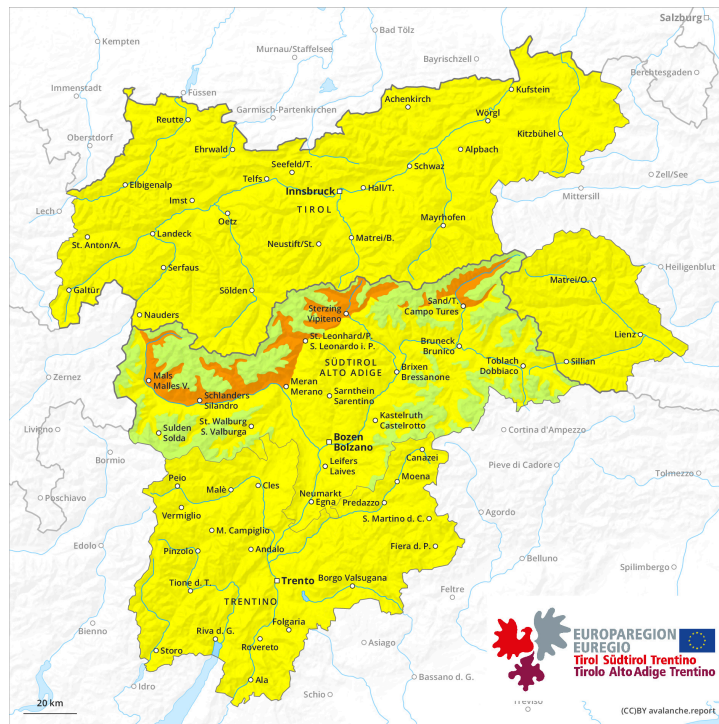 Salzburg
Bad Tölz
Kempten
Murnau/Staffelsee
Bayrischzell
Berchtesgaden
Immenstadt
Füssen
Garmisch-Partenkirchen
Kufstein
Achenkirch
Wörgl
Reutte
Oberstdorf
Kitzbühel
Ehrwald
Alpbach
Seefeld/T.
Schwaz
Telfs
Zell/See
Elbigenalp
Innsbruck
Hall/T.
Mittersill
Imst
TIROL
Lech
Oetz
Mayrhofen
St. Anton/A.
Landeck
Neustift/St.
Matrei/B.
Serfaus
Heiligenblut
Galtür
Sölden
Matrei/O.
Nauders
Sterzing
Vipiteno
Sand/T.
Campo Tures
Lienz
St. Leonhard/P.
S. Leonardo i. P.
Bruneck
Brunico
Sillian
SÜDTIROL
ALTO ADIGE
Toblach
Dobbiaco
Zernez
Mals
Malles V.
Brixen
Bressanone
Meran
Merano
Schlanders
Silandro
Sarnthein
Sarentino
Livigno
Sulden
Solda
St. Walburg
S. Valburga
Kastelruth
Castelrotto
Cortina d'Ampezzo
Bozen
Bolzano
Bormio
Canazei
Pieve di Cadore
Leifers
Laives
Tolmezzo
Peio
Malè
Cles
Moena
Poschiavo
Neumarkt
Egna
Predazzo
Vermiglio
Agordo
S. Martino d. C.
M. Campiglio
Edolo
Pinzolo
Andalo
Fiera d. P.
Belluno
Spilimbergo
Trento
Tione d. T.
Borgo Valsugana
Feltre
TRENTINO
Bienno
Folgaria
Riva d. G.
Rovereto
Asiago
Storo
Ala
Bassano d. G.
Idro
Schio
Treviso
EUROPAREGION
EUREGIO
Tirol Südtirol Trentino
Tirolo Alto Adige Trentino
20 km
(CC)BY avalanche.report